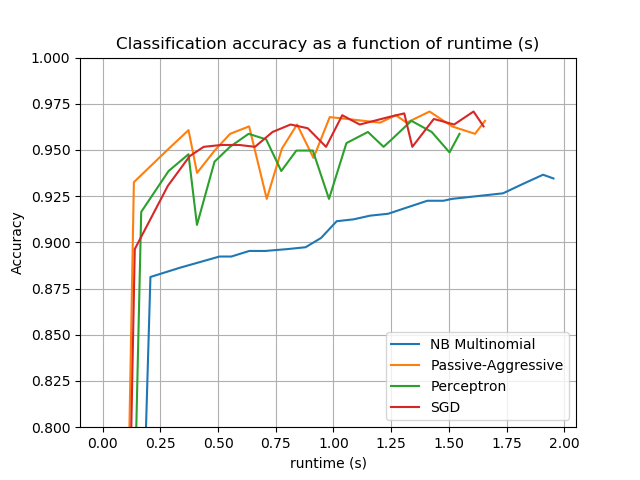 Classification accuracy as a function of runtime (s)
1.000
0.975
0.950
0.925
0.900
0.875
0.850
0.825
0.800
Accuracy
NB Multinomial
Passive-Aggressive
Perceptron
SGD
0.00 0.25 0.50 0.75 1.00 1.25 1.50 1.75 2.00
runtime (s)